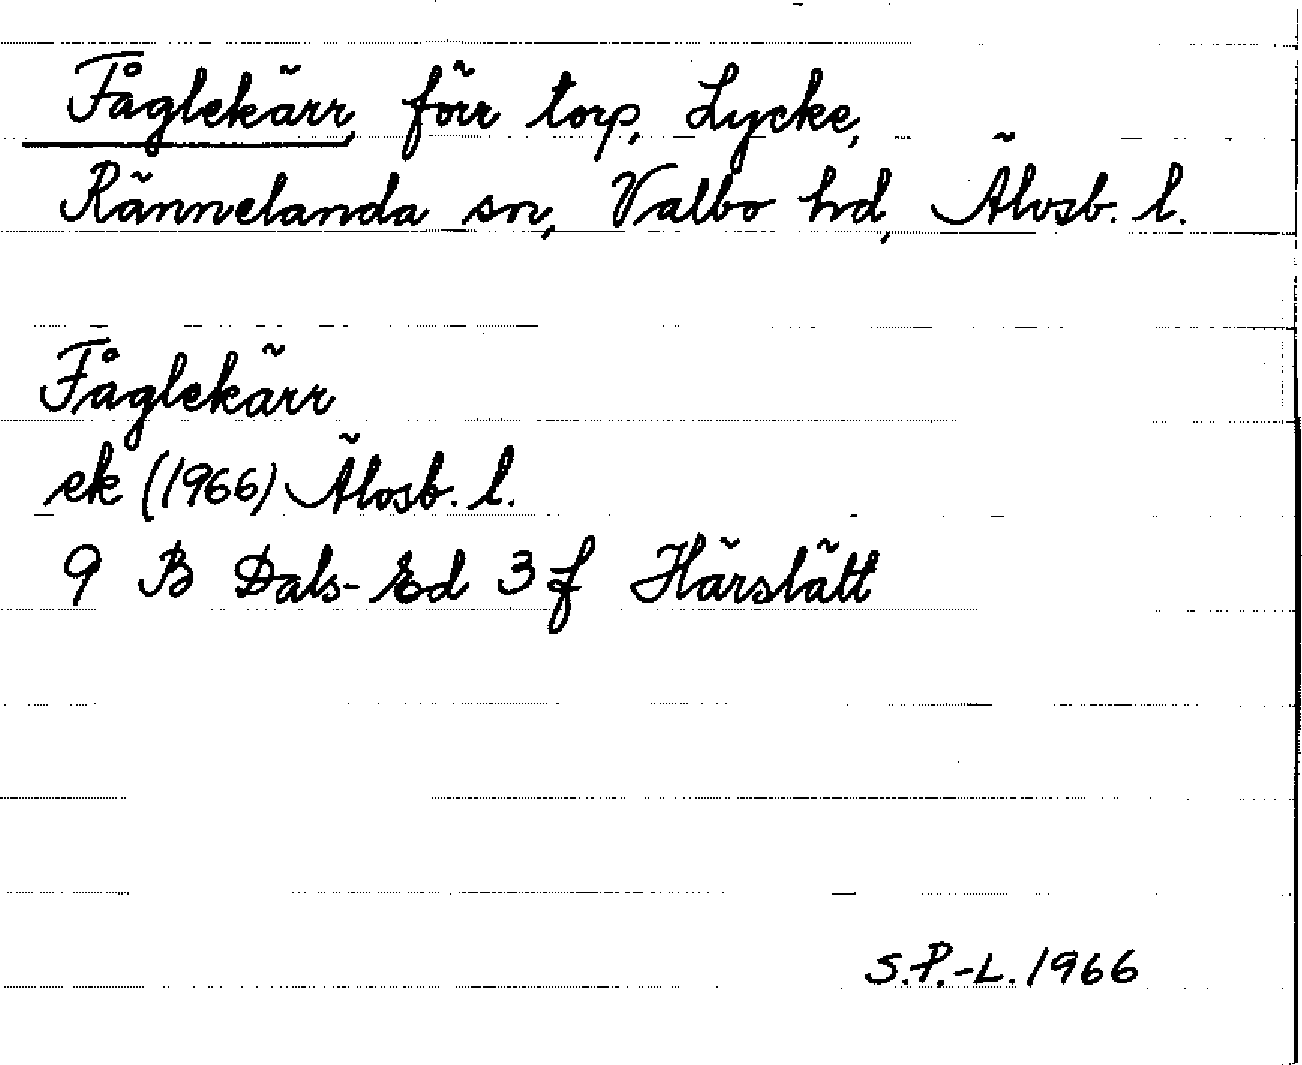 Fåglekärr, förr torp, Lycke,
Rännelanda sn, Valbo hd, Älvsb. l.
Fåglekärr
ek (1966) Älvsb. l.
9 B Dals-Ed 3 f Härslätt
S.P.-L. 1966